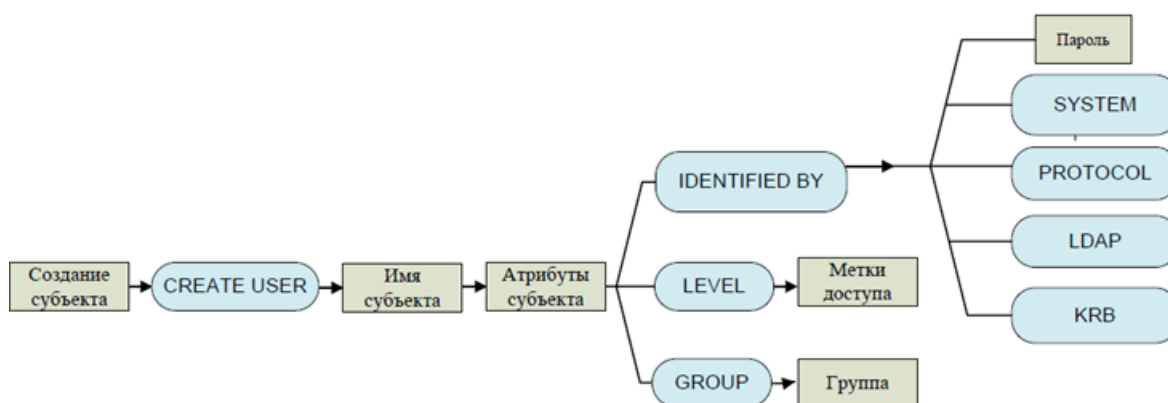 Пароль
SYSTEM
IDENTIFIED BY
PROTOCOL
LDAP
Создание
субъекта
CREATE USER
Имя
субъекта
Атрибуты
субъекта
LEVEL
Метки
доступа
KRB
GROUP
Группа